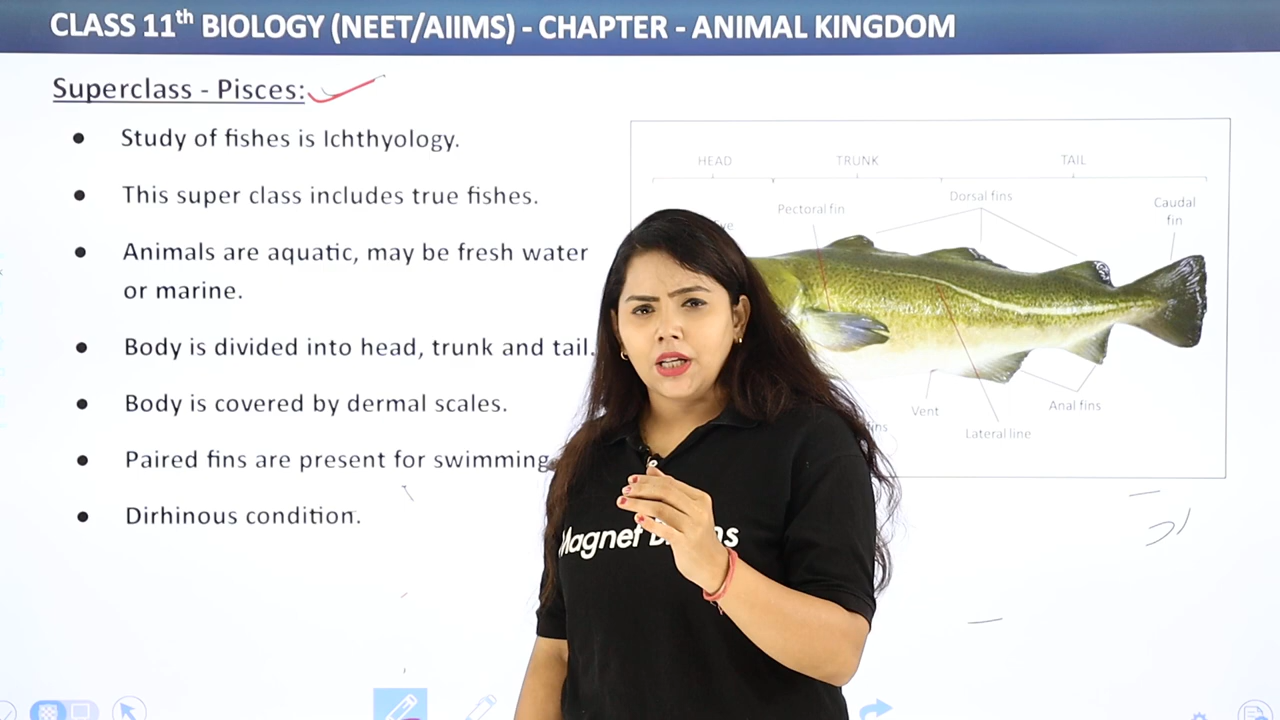 CLASS 11th BIOLOGY (NEET/AIIMS) - CHAPTER - ANIMAL KINGDOM
Superclass - Pisces:
● Study of fishes is Ichthyology.
● This super class includes true fishes.
● Animals are aquatic, may be fresh water
or marine.
● Body is divided into head, trunk and tail.
● Body is covered by dermal scales.
● Paired fins are present for swimming
● Dirhinous condition.
HEAD
TRUNK
TAIL
Pectoral fin
Dorsal fins
Caudal
fin
Vent
Lateral line
Anal fins
fins
Magnet